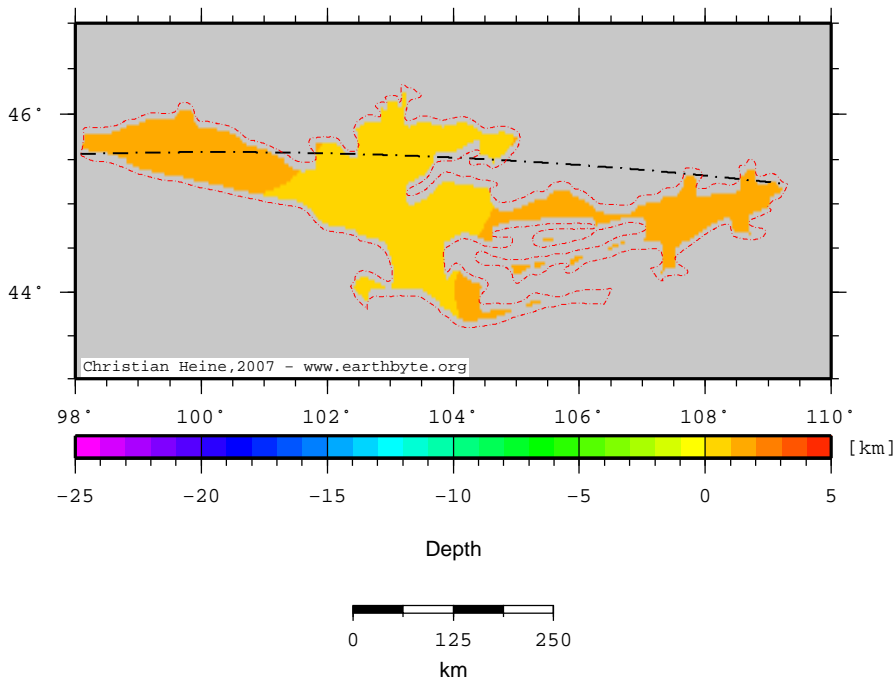 46°
44°
Christian Heine,2007 - www.earthbyte.org
98° 100° 102° 104° 106° 108° 110°
[km]
−25 −20 −15 −10 −5 0 5
Depth
0 125 250
km